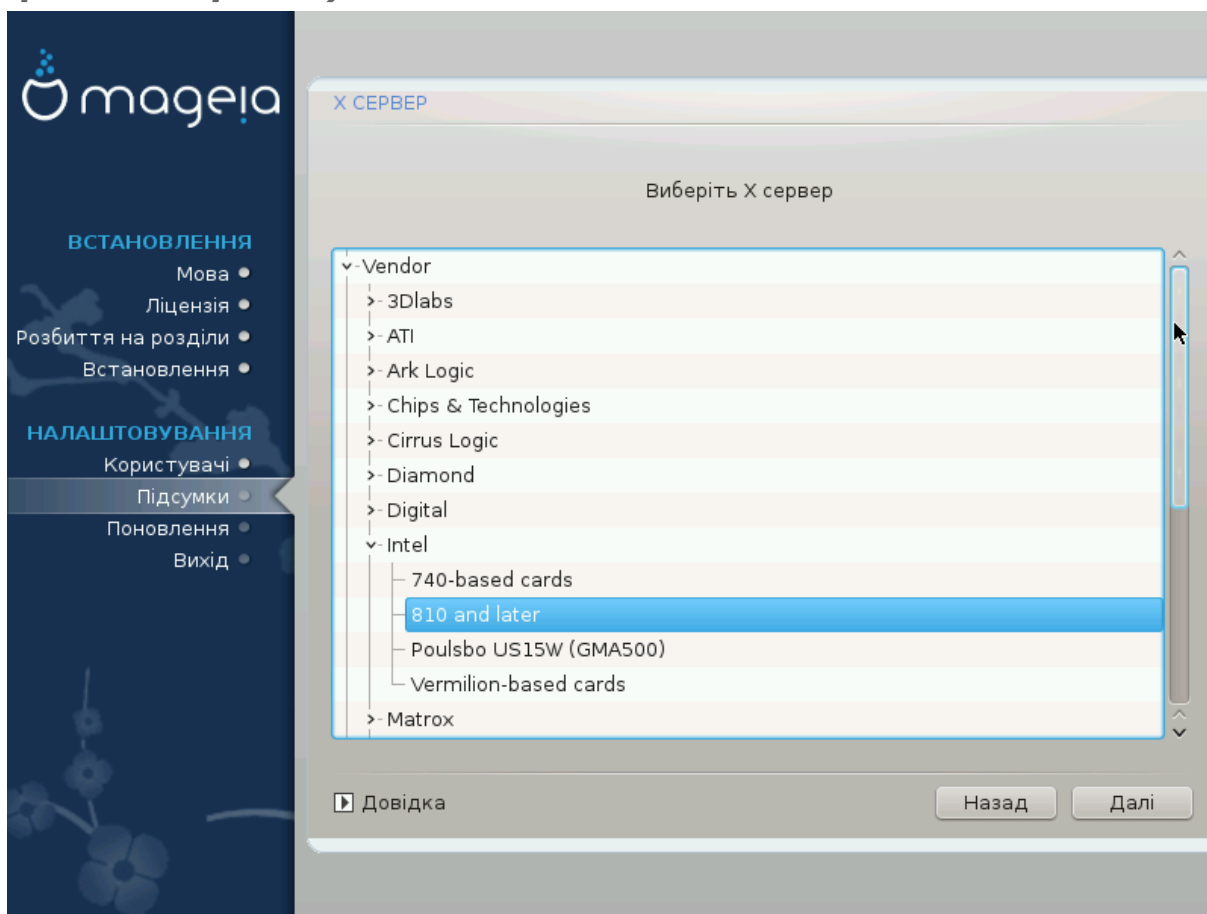 mageia
ВСТАНОВЛЕННЯ
Мова
Ліцензія
Розбиття на розділи
Встановлення
НАЛАШТОВУВАННЯ
Користувачі
Підсумки
Поновлення
Вихід
X СЕРВЕР
Виберіть X сервер
Vendor
3Dlabs
ATI
Ark Logic
Chips & Technologies
Cirrus Logic
Diamond
Digital
Intel
740-based cards
810 and later
Poulsbo US15W (GMA500)
Vermilion-based cards
Matrox
Довідка
Назад
Далі